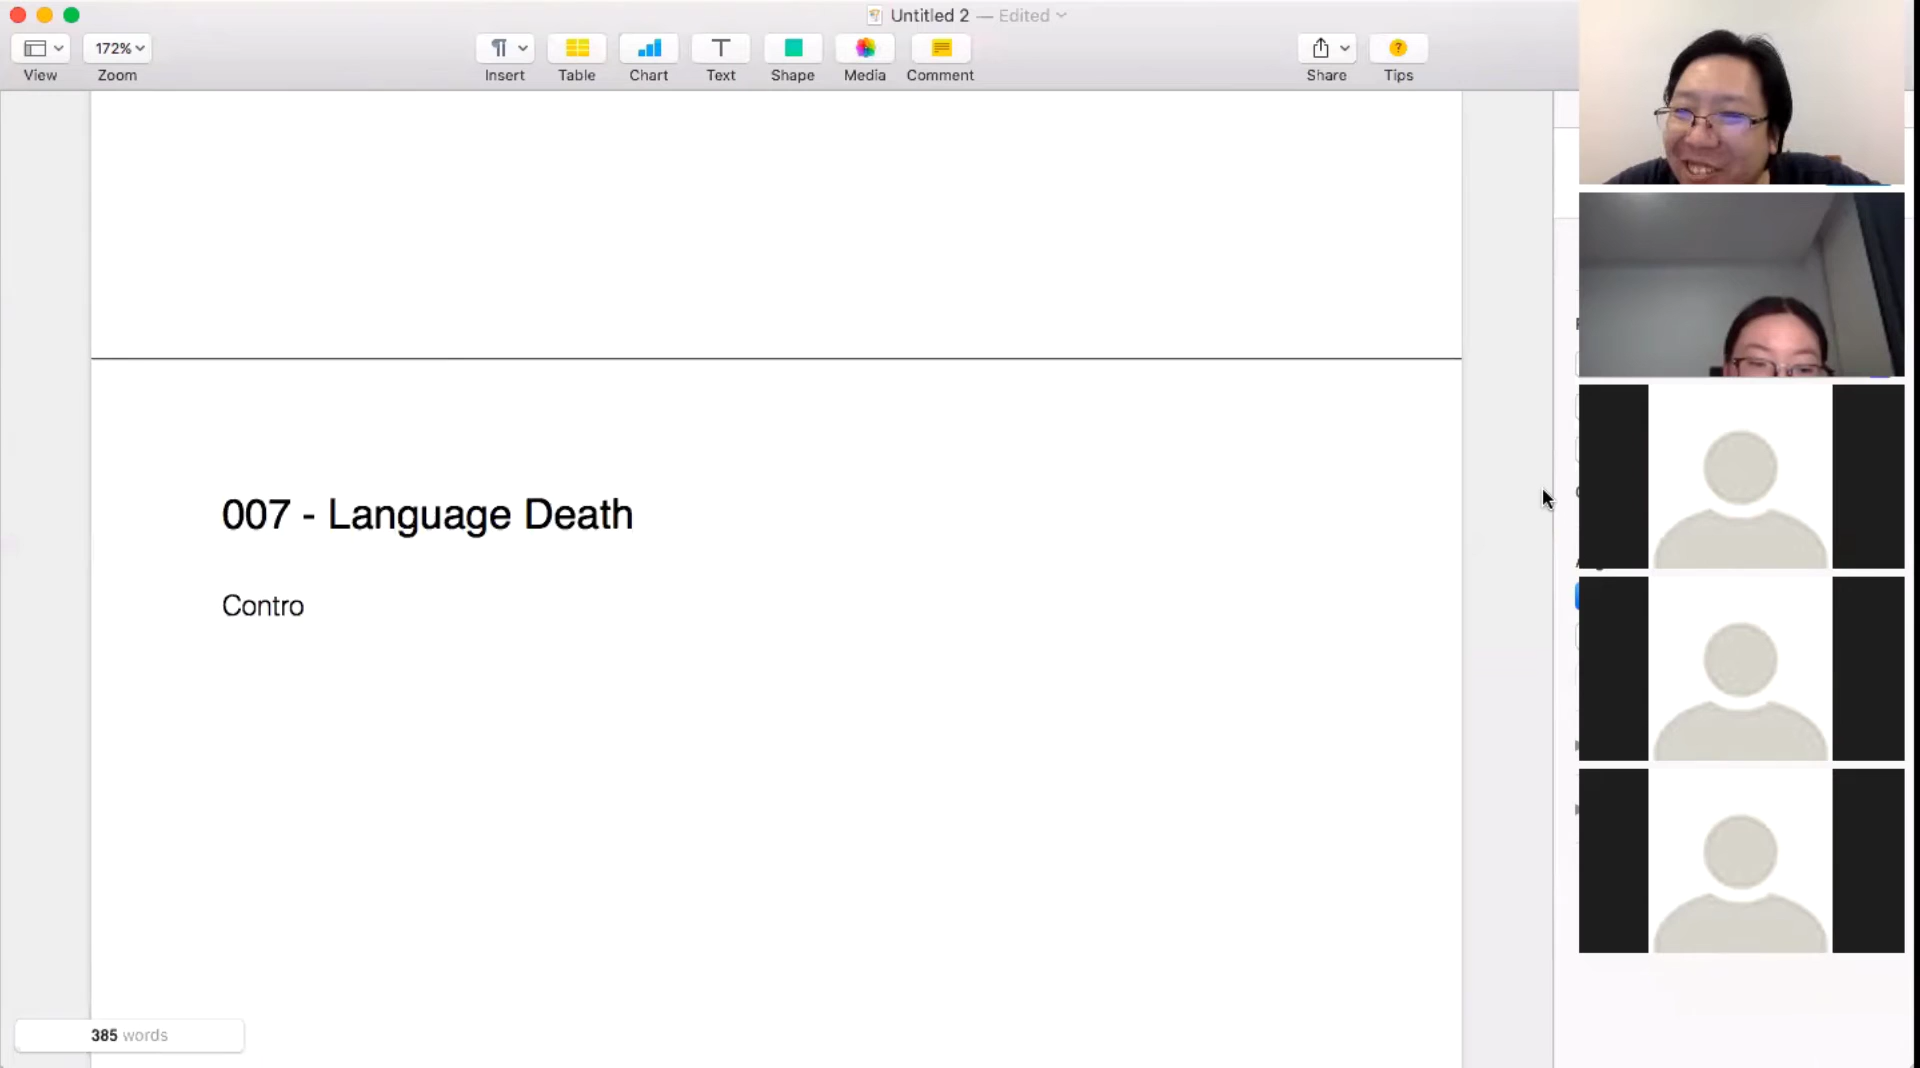 Untitled 2 — Edited
172%
View
Zoom
Insert
Table
Chart
Text
Shape
Media
Comment
Share
Tips
007 - Language Death
Contro
385 words